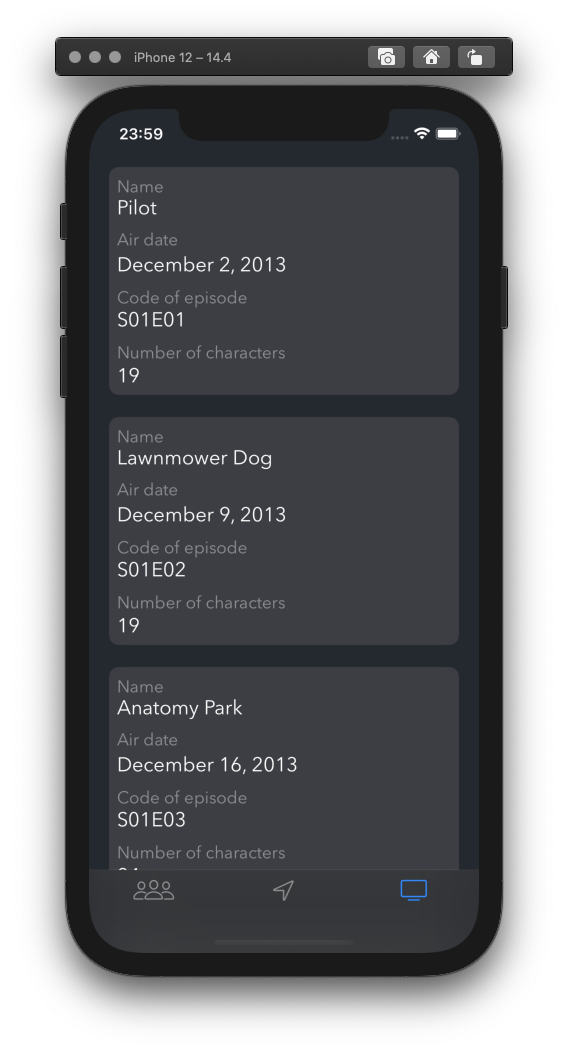 iPhone 12 – 14.4
23:59
Name
Pilot
Air date
December 2, 2013
Code of episode
S01E01
Number of characters
19
Name
Lawnmower Dog
Air date
December 9, 2013
Code of episode
S01E02
Number of characters
19
Name
Anatomy Park
Air date
December 16, 2013
Code of episode
S01E03
Number of characters